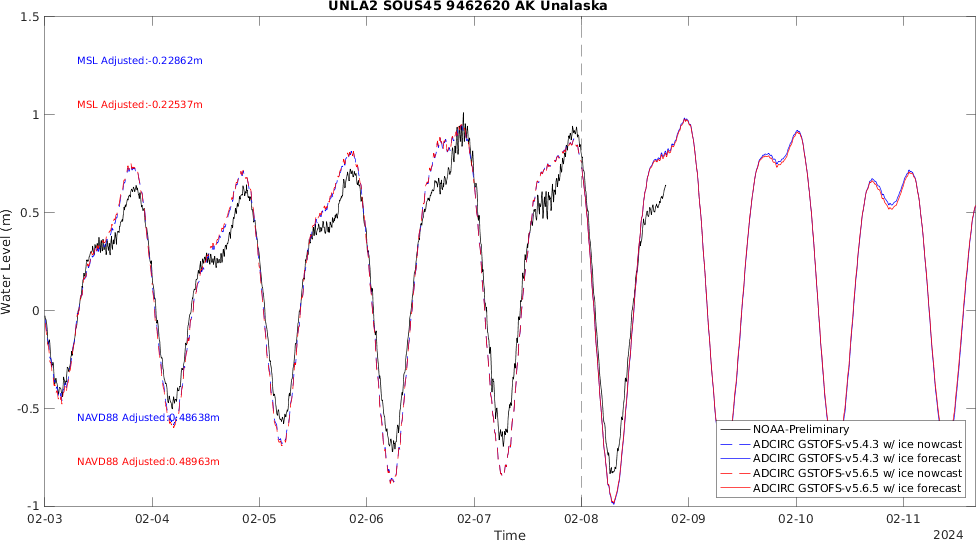 UNLA2 SOUS45 9462620 AK Unalaska
1.5
MSL Adjusted:-0.22862m
MSL Adjusted:-0.22537m
1
0.5
Water Level (m)
0
-0.5
NAVD88 Adjusted:0.48638m
NAVD88 Adjusted:0.48963m
NOAA-Preliminary
ADCIRC GSTOFS-v5.4.3 w/ ice nowcast
ADCIRC GSTOFS-v5.4.3 w/ ice forecast
ADCIRC GSTOFS-v5.6.5 w/ ice nowcast
ADCIRC GSTOFS-v5.6.5 w/ ice forecast
-1
02-03 02-04 02-05 02-06 02-07 02-08 02-09 02-10 02-11
Time
2024